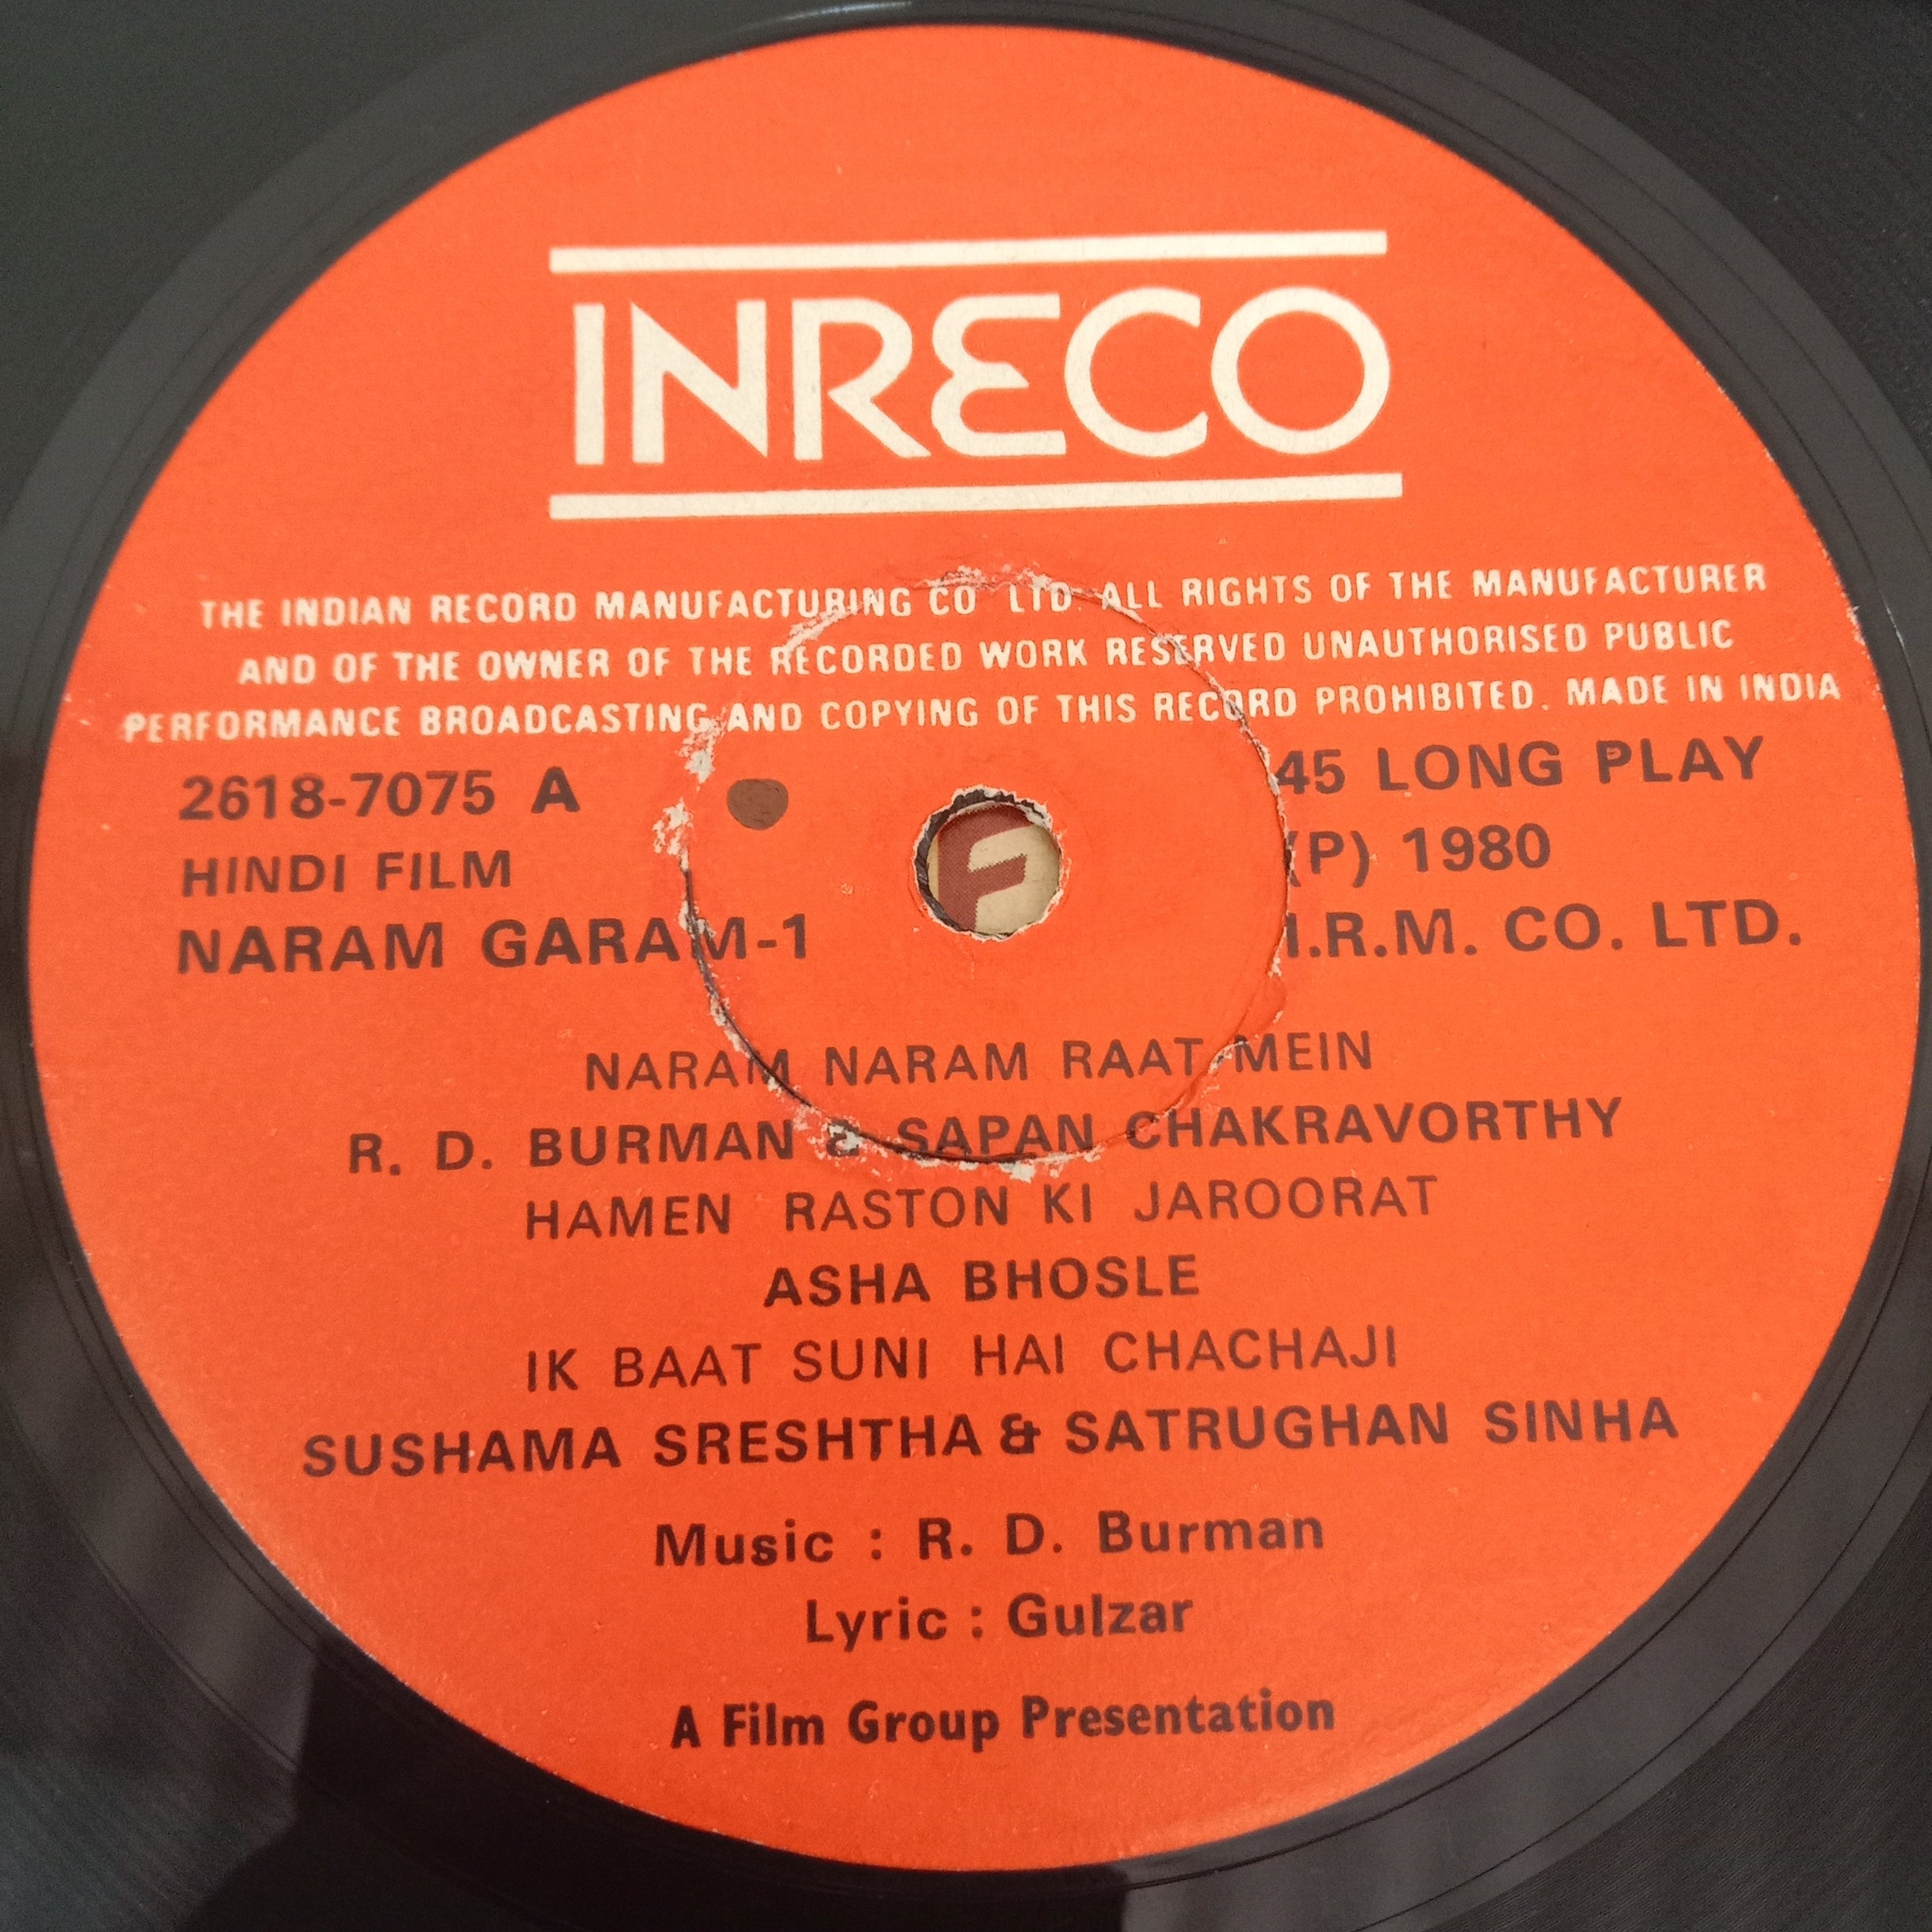 INRECO
THE INDIAN RECORD MANUFACTURING CO LTD. ALL RIGHTS OF THE MANUFACTURER
AND OF THE OWNER OF THE RECORDED WORK RESERVED UNAUTHORISED PUBLIC
PERFORMANCE BROADCASTING AND COPYING OF THIS RECORD PROHIBITED. MADE IN INDIA
2618-7075 A
45 LONG PLAY
HINDI FILM
(P) 1980
NARAM GARAM-1
I.R.M. CO. LTD.
NARAM NARAM RAAT MEIN
R. D. BURMAN & SAPAN CHAKRAVORTHY
HAMEN RASTON KI JAROORAT
ASHA BHOSLE
IK BAAT SUNI HAI CHACHAJI
SUSHAMA SRESHTHA & SATRUGHAN SINHA
Music : R. D. Burman
Lyric : Gulzar
A Film Group Presentation